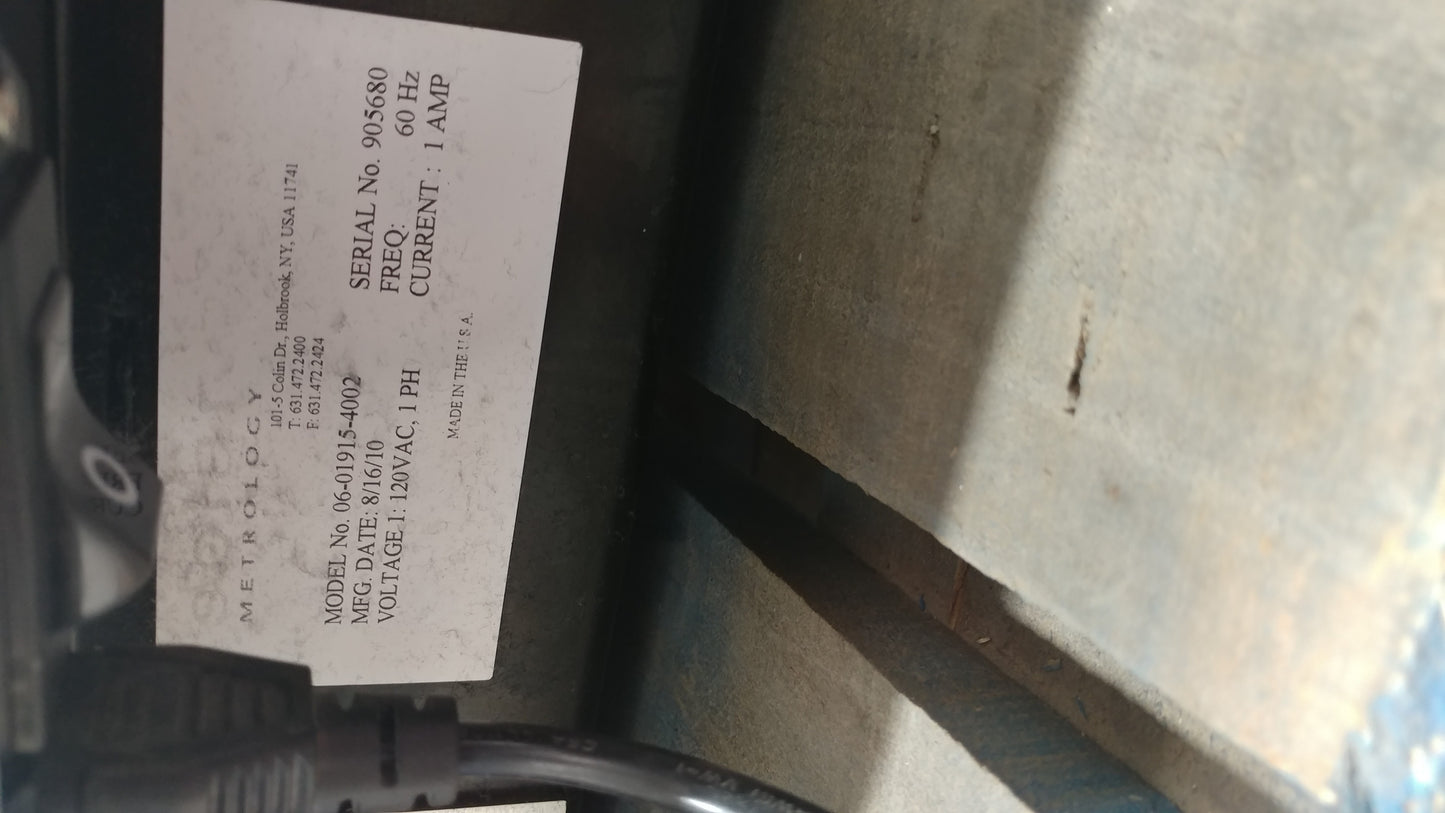 METROLOGY
101-5 Colin Dr., Holbrook, NY, USA 11741
T: 631.472.2400
F: 631.472.2424
MODEL No. 06-01915-4002 SERIAL No. 905680
MFG. DATE: 8/16/10 FREQ: 60 Hz
VOLTAGE 1: 120VAC, 1 PH CURRENT : 1 AMP
MADE IN THE U.S.A.
VW-1